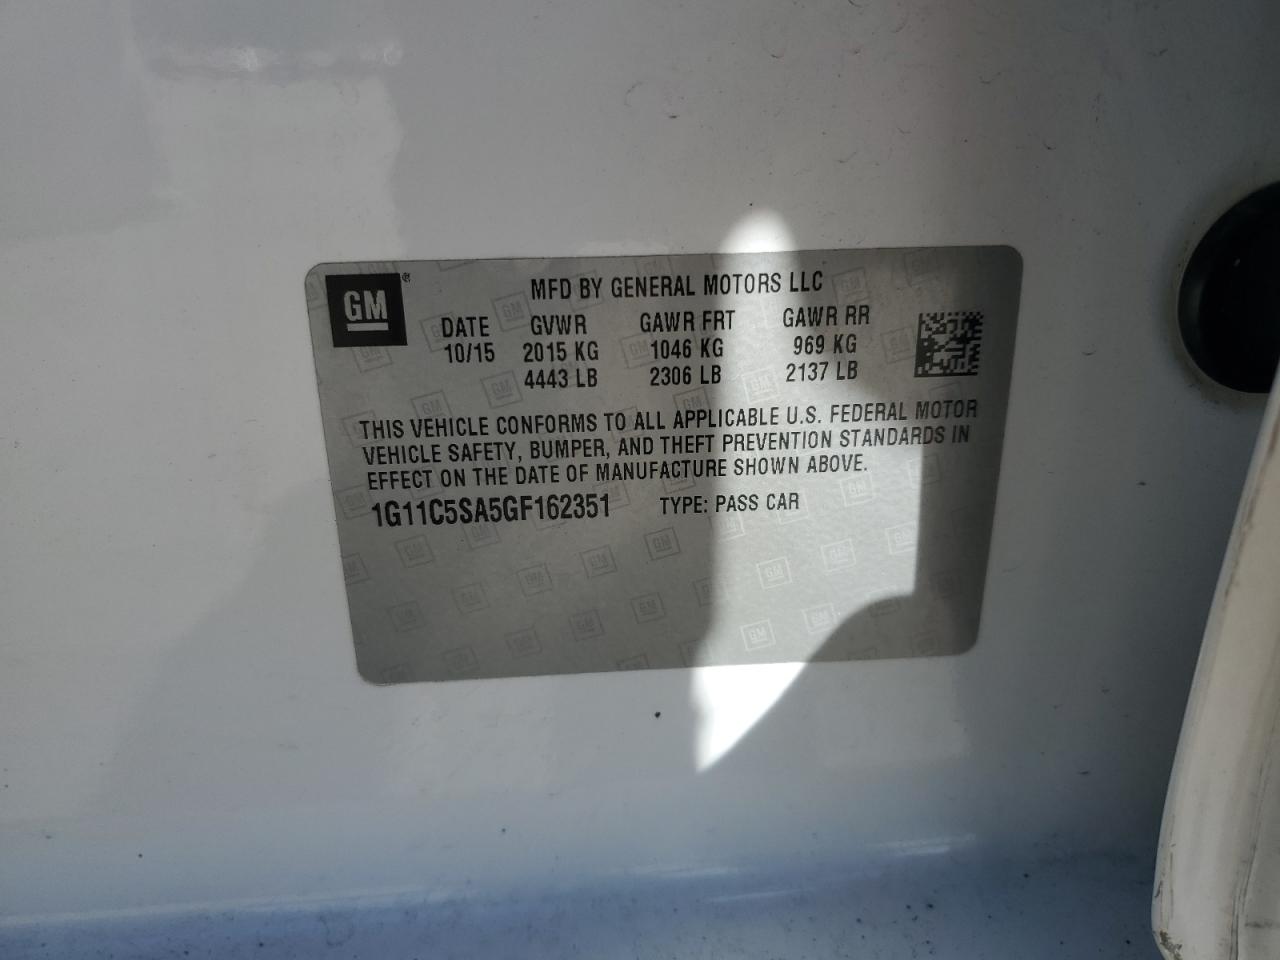 GM®
MFD BY GENERAL MOTORS LLC
DATE GVWR GAWR FRT GAWR RR
10/15 2015 KG 1046 KG 969 KG
4443 LB 2306 LB 2137 LB
THIS VEHICLE CONFORMS TO ALL APPLICABLE U.S. FEDERAL MOTOR
VEHICLE SAFETY, BUMPER, AND THEFT PREVENTION STANDARDS IN
EFFECT ON THE DATE OF MANUFACTURE SHOWN ABOVE.
1G11C5SA5GF162351 TYPE: PASS CAR